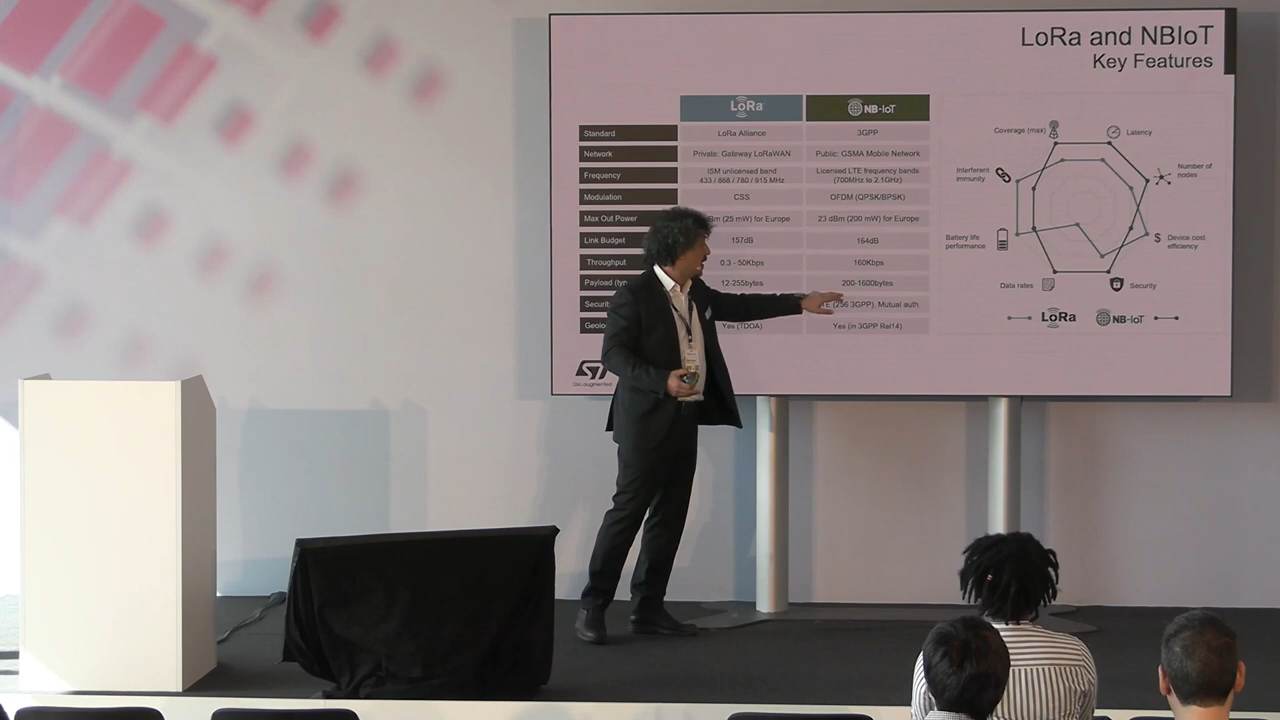 LoRa and NBIoT
Key Features
LoRa NB-IoT
Standard LoRa Alliance 3GPP
Network Private: Gateway LoRaWAN Public: GSMA Mobile Network
Frequency ISM unlicensed band Licensed LTE frequency bands
433 / 868 / 780 / 915 MHz (700MHz to 2.1GHz)
Modulation CSS OFDM (QPSK/BPSK)
Max Out Power (25 mW) for Europe 23 dBm (200 mW) for Europe
Link Budget 157dB 164dB
Throughput 0.3 - 50Kbps 160Kbps
Payload 12-255bytes 200-1600bytes
(256 3GPP), Mutual auth.
Yes (TDOA) Yes (in 3GPP Rel14)
Coverage (max) Latency
Interferent
immunity
Number of
nodes
Battery life
performance
$ Device cost
efficiency
Data rates Security
LoRa NB-IoT
ST